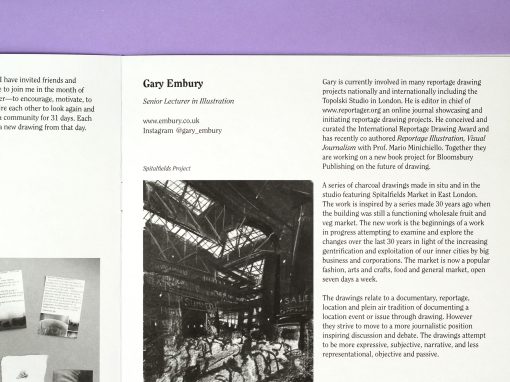 I have invited friends and
to join me in the month of
to encourage, motivate, to
each other to look again and
community for 31 days. Each
a new drawing from that day.
Gary Embury
Senior Lecturer in Illustration
www.embury.co.uk
Instagram @gary_embury
Spitalfields Project
SALE
Gary is currently involved in many reportage drawing
projects nationally and internationally including the
Topolski Studio in London. He is editor in chief of
www.reportager.org an online journal showcasing and
initiating reportage drawing projects. He conceived and
curated the International Reportage Drawing Award and
has recently co authored Reportage Illustration, Visual
Journalism with Prof. Mario Minichiello. Together they
are working on a new book project for Bloomsbury
Publishing on the future of drawing.
A series of charcoal drawings made in situ and in the
studio featuring Spitalfields Market in East London.
The work is inspired by a series made 30 years ago when
the building was still a functioning wholesale fruit and
veg market. The new work is the beginnings of a work
in progress attempting to examine and explore the
changes over the last 30 years in light of the increasing
gentrification and exploitation of our inner cities by big
business and corporations. The market is now a popular
fashion, arts and crafts, food and general market, open
seven days a week.
The drawings relate to a documentary, reportage,
location and plein air tradition of documenting a
location event or issue through drawing. However
they strive to move to a more journalistic position
inspiring discussion and debate. The drawings attempt
to be more expressive, subjective, narrative, and less
representational, objective and passive.